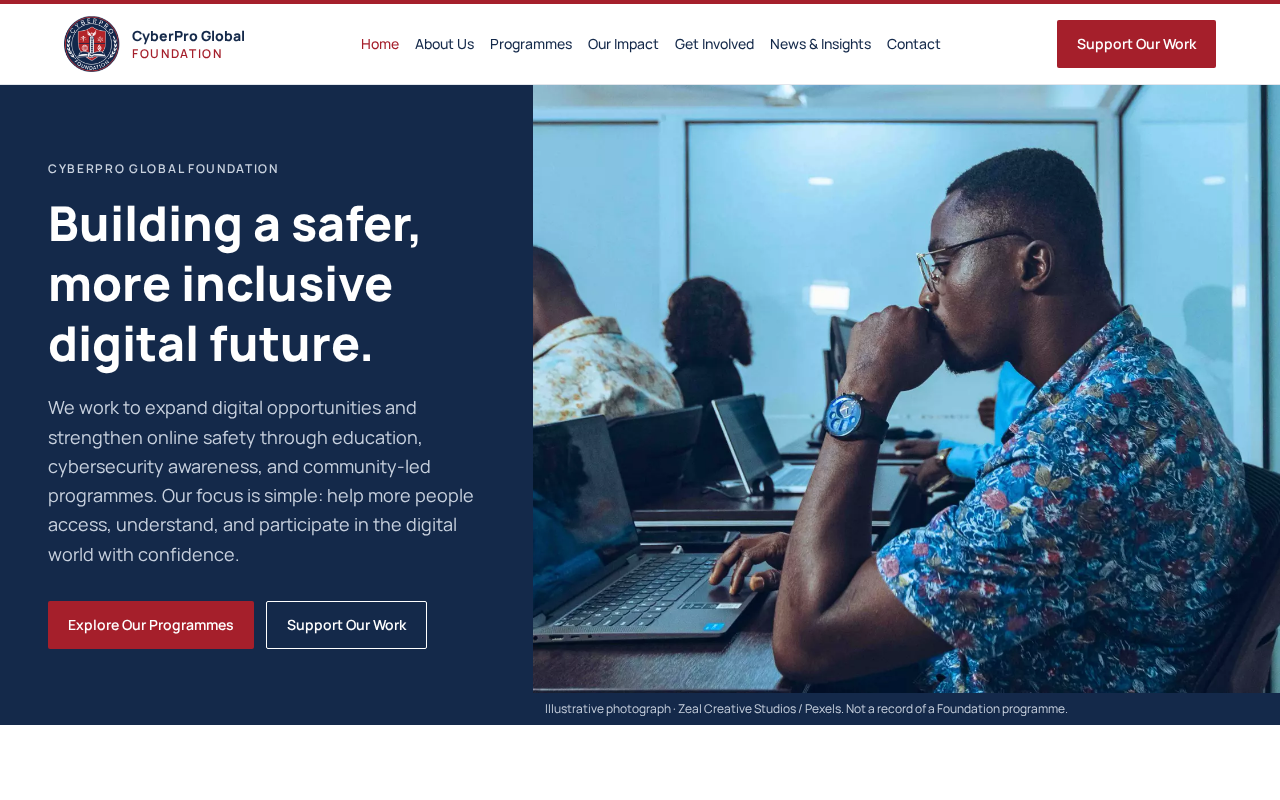 CYBERPRO
FOUNDATION
CyberPro Global
FOUNDATION
Home
About Us
Programmes
Our Impact
Get Involved
News & Insights
Contact
Support Our Work
CYBERPRO GLOBAL FOUNDATION
Building a safer,
more inclusive
digital future.
We work to expand digital opportunities and
strengthen online safety through education,
cybersecurity awareness, and community-led
programmes. Our focus is simple: help more people
access, understand, and participate in the digital
world with confidence.
Explore Our Programmes
Support Our Work
Illustrative photograph · Zeal Creative Studios / Pexels. Not a record of a Foundation programme.